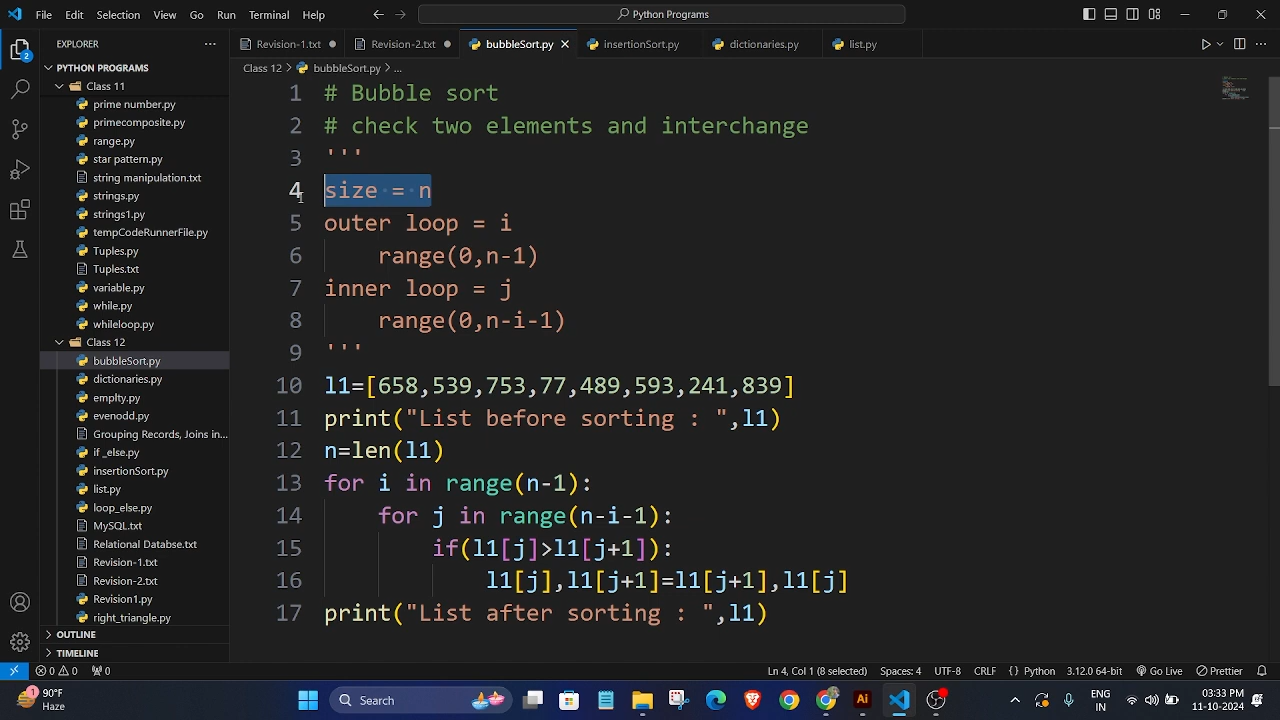 File Edit Selection View Go Run Terminal Help
Python Programs
EXPLORER
Revision-1.txt
Revision-2.txt
bubbleSort.py
insertionSort.py
dictionaries.py
list.py
PYTHON PROGRAMS
Class 11
prime number.py
primecomposite.py
range.py
star pattern.py
string manipulation.txt
strings.py
strings1.py
tempCodeRunnerFile.py
Tuples.py
Tuples.txt
variable.py
while.py
whileloop.py
Class 12
bubbleSort.py
dictionaries.py
emplty.py
evenodd.py
Grouping Records, Joins in...
if _else.py
insertionSort.py
list.py
loop_else.py
MySQL.txt
Relational Databse.txt
Revision-1.txt
Revision-2.txt
Revision1.py
right_triangle.py
OUTLINE
TIMELINE
2
Class 12 > bubbleSort.py > ...
1 # Bubble sort
2 # check two elements and interchange
3 '''
4 size = n
5 outer loop = i
6 range(0,n-1)
7 inner loop = j
8 range(0,n-i-1)
9 '''
10 l1=[658,539,753,77,489,593,241,839]
11 print("List before sorting : ",l1)
12 n=len(l1)
13 for i in range(n-1):
14 for j in range(n-i-1):
15 if(l1[j]>l1[j+1]):
16 l1[j],l1[j+1]=l1[j+1],l1[j]
17 print("List after sorting : ",l1)
0 0 0
Ln 4, Col 1 (8 selected) Spaces: 4 UTF-8 CRLF {} Python 3.12.0 64-bit Go Live Prettier
1
90°F
Haze
Search
Ai
ENG
IN
03:33 PM
11-10-2024